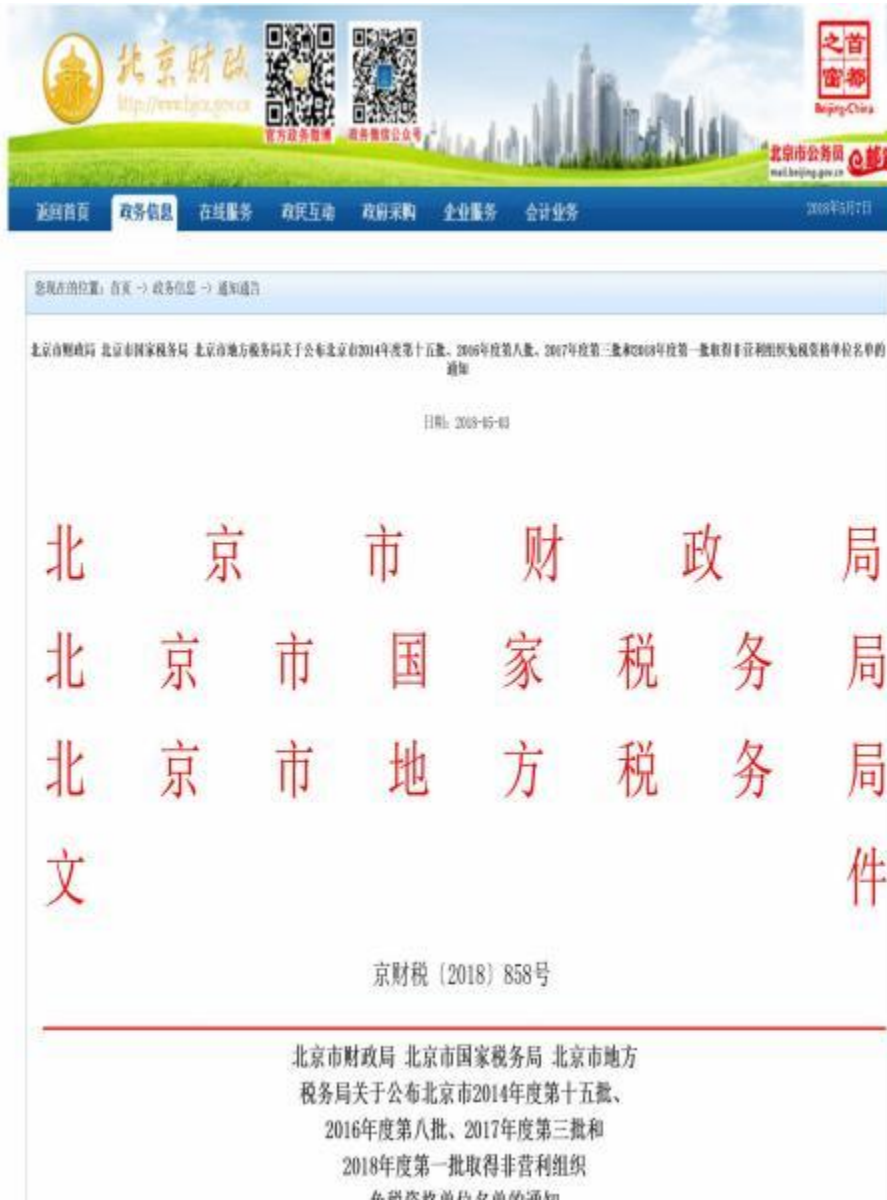 北京财政
http://www.bjcz.gov.cn
官方政务微博
政务微信公众号
首都之窗
Beijing-China
北京市公务员
mail.beijing.gov.cn
返回首页 政务信息 在线服务 政民互动 政府采购 企业服务 会计业务 2018年5月7日
您现在的位置：首页 -> 政务信息 -> 通知通告
北京市财政局 北京市国家税务局 北京市地方税务局关于公布北京市2014年度第十五批、2016年度第八批、2017年度第三批和2018年度第一批取得非营利组织免税资格单位名单的
通知
日期：2018-05-03
北京市财政局
北京市国家税务局
北京市地方税务局
文件
京财税〔2018〕858号
北京市财政局 北京市国家税务局 北京市地方
税务局关于公布北京市2014年度第十五批、
2016年度第八批、2017年度第三批和
2018年度第一批取得非营利组织
免税资格单位名单的通知